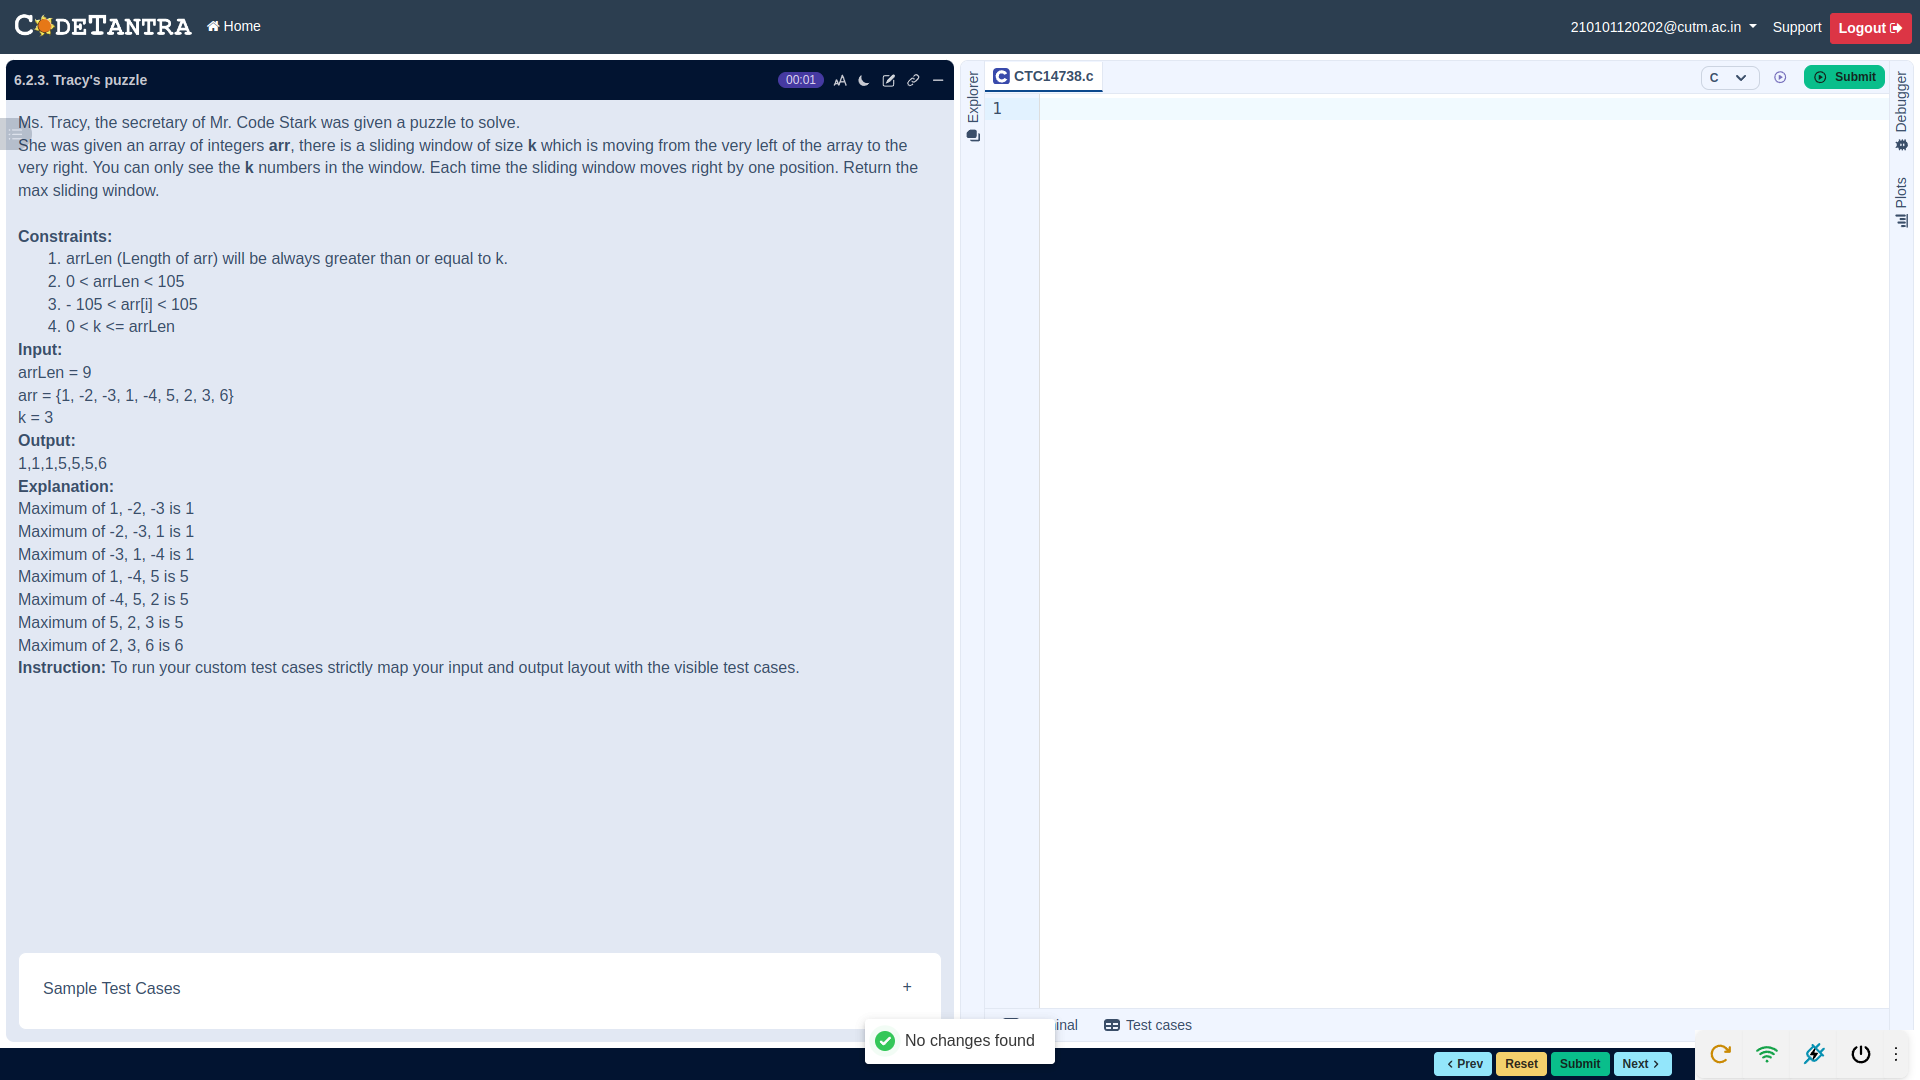 CODETANTRA
Home
210101120202@cutm.ac.in
Support
Logout
6.2.3. Tracy's puzzle
00:01
AA
Ms. Tracy, the secretary of Mr. Code Stark was given a puzzle to solve.
She was given an array of integers arr, there is a sliding window of size k which is moving from the very left of the array to the
very right. You can only see the k numbers in the window. Each time the sliding window moves right by one position. Return the
max sliding window.
Constraints:
1. arrLen (Length of arr) will be always greater than or equal to k.
2. 0 < arrLen < 105
3. - 105 < arr[i] < 105
4. 0 < k <= arrLen
Input:
arrLen = 9
arr = {1, -2, -3, 1, -4, 5, 2, 3, 6}
k = 3
Output:
1,1,1,5,5,5,6
Explanation:
Maximum of 1, -2, -3 is 1
Maximum of -2, -3, 1 is 1
Maximum of -3, 1, -4 is 1
Maximum of 1, -4, 5 is 5
Maximum of -4, 5, 2 is 5
Maximum of 5, 2, 3 is 5
Maximum of 2, 3, 6 is 6
Instruction: To run your custom test cases strictly map your input and output layout with the visible test cases.
Sample Test Cases
+
Explorer
CTC14738.c
C
Submit
1
Debugger
Plots
inal
Test cases
No changes found
< Prev
Reset
Submit
Next >